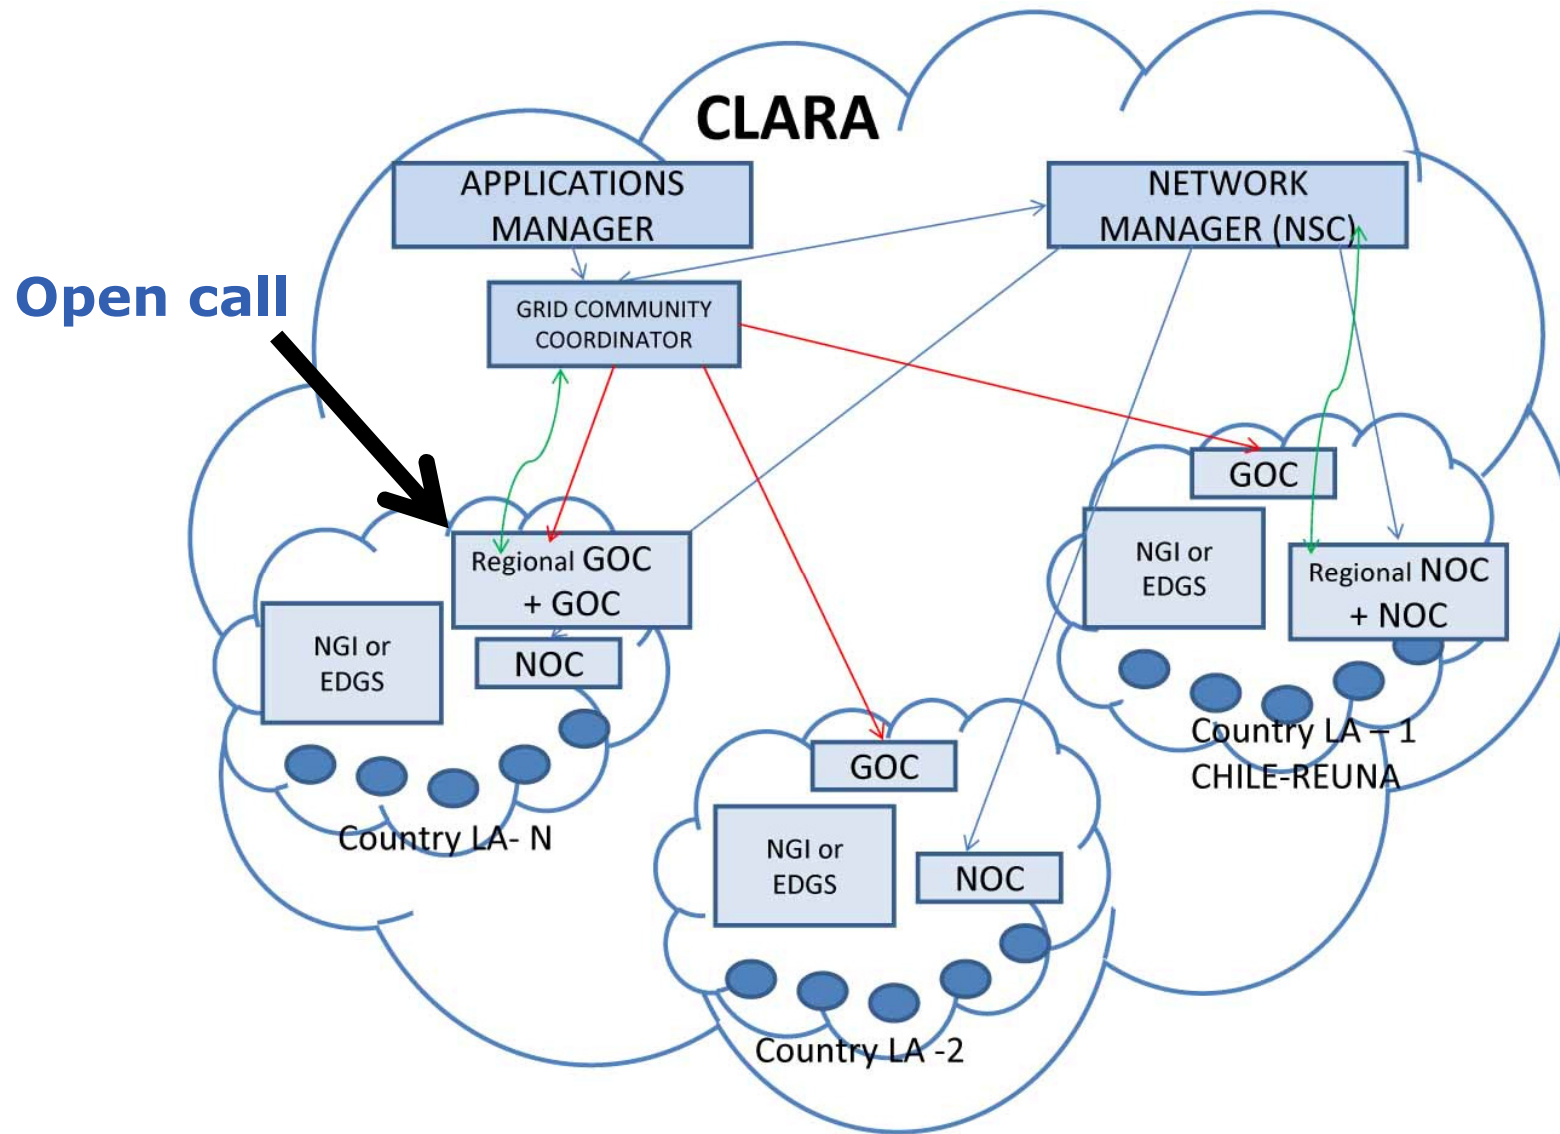 CLARA
APPLICATIONS
MANAGER
NETWORK
MANAGER (NSC)
Open call
GRID COMMUNITY
COORDINATOR
GOC
NGI or
EDGS
Regional NOC
+ NOC
Regional GOC
+ GOC
NGI or
EDGS
NOC
Country LA – 1
CHILE-REUNA
GOC
Country LA- N
NGI or
EDGS
NOC
Country LA -2